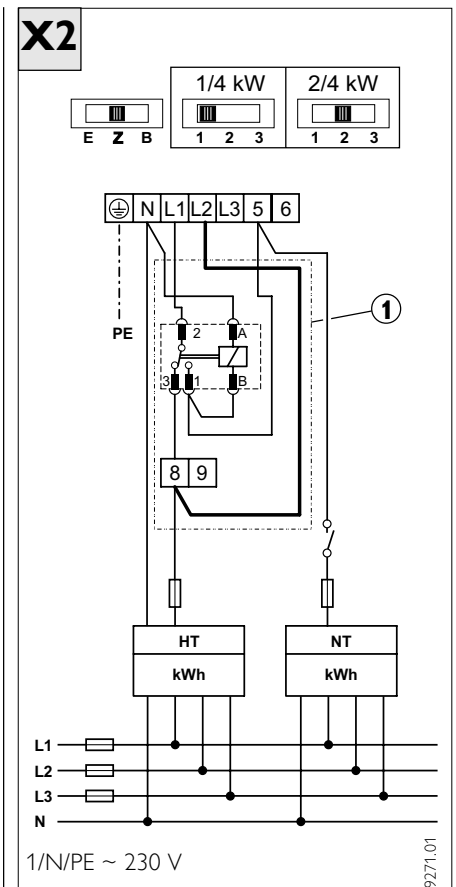 X2
1/4 kW 2/4 kW
E Z B 1 2 3 1 2 3
N L1 L2 L3 5 6
PE
1
2 A
3 1 B
8 9
HT NT
kWh kWh
L1
L2
L3
N
1/N/PE ~ 230 V
9271.01